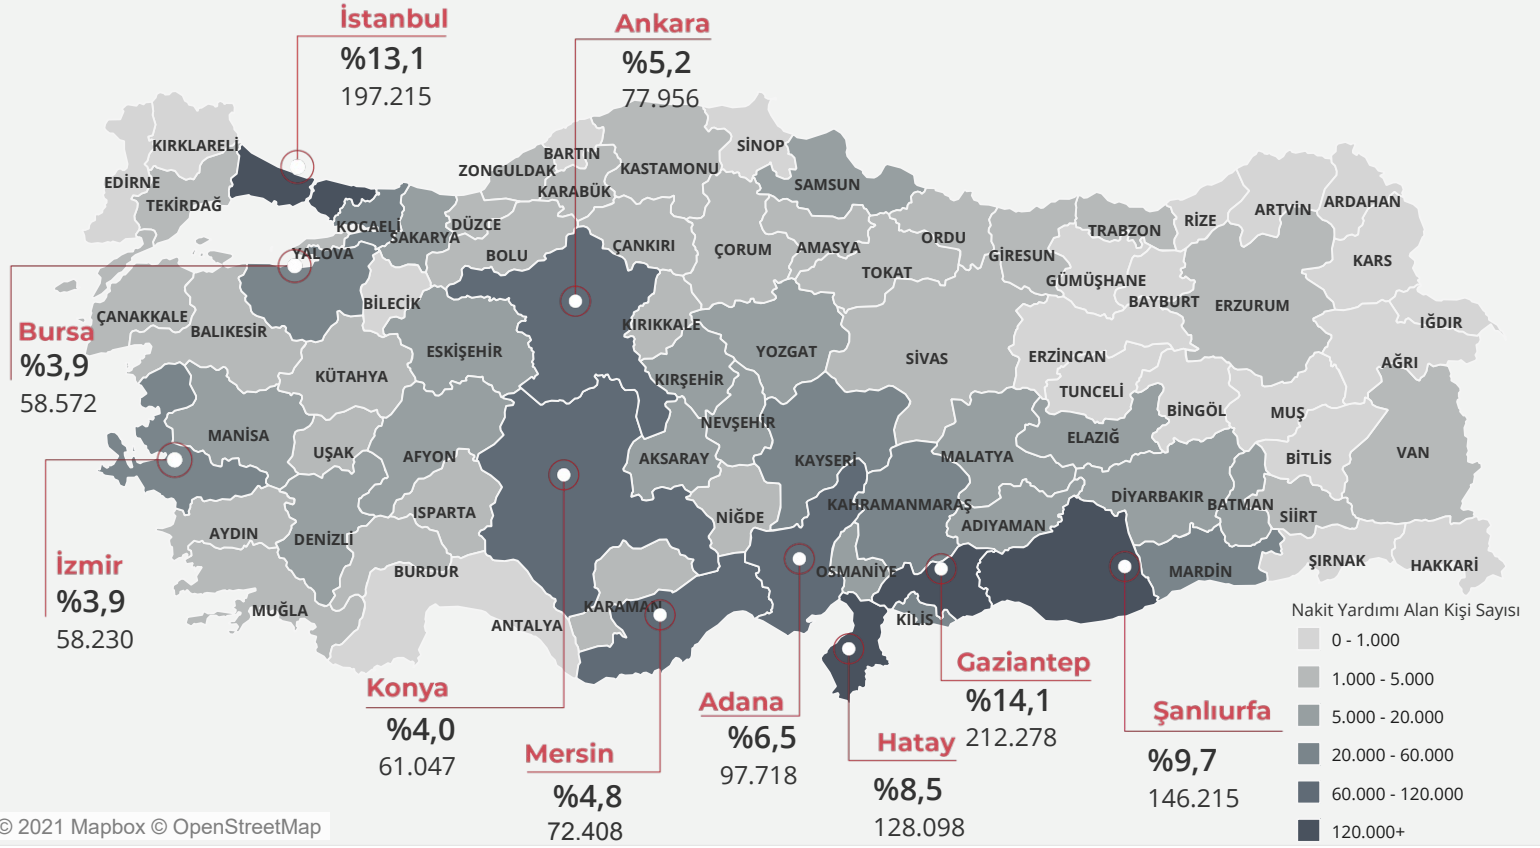 İstanbul
%13,1
197.215
Ankara
%5,2
77.956
KIRKLARELİ
EDİRNE
TEKİRDAĞ
KOCAELİ
SAKARYA
YALOVA
DÜZCE
ZONGULDAK
BARTIN
KARABÜK
KASTAMONU
SİNOP
SAMSUN
BOLU
ÇANKIRI
ÇORUM
AMASYA
TOKAT
ORDU
GİRESUN
TRABZON
RİZE
ARTVİN
ARDAHAN
KARS
GÜMÜŞHANE
BAYBURT
ERZURUM
IĞDIR
AĞRI
Bursa
%3,9
58.572
ÇANAKKALE
BALIKESİR
BİLECİK
ESKİŞEHİR
KÜTAHYA
KIRIKKALE
KIRŞEHİR
YOZGAT
SİVAS
ERZİNCAN
TUNCELİ
BİNGÖL
MUŞ
BİTLİS
VAN
MANİSA
UŞAK
AFYON
NEVŞEHİR
AKSARAY
KAYSERİ
MALATYA
ELAZIĞ
DİYARBAKIR
BATMAN
SİİRT
ŞIRNAK
HAKKARİ
AYDIN
DENİZLİ
ISPARTA
NİĞDE
KAHRAMANMARAŞ
ADIYAMAN
MARDİN
İzmir
%3,9
58.230
MUĞLA
BURDUR
ANTALYA
KARAMAN
OSMANİYE
KİLİS
Konya
%4,0
61.047
Mersin
%4,8
72.408
Adana
%6,5
97.718
Hatay
%8,5
128.098
Gaziantep
%14,1
212.278
Şanlıurfa
%9,7
146.215
Nakit Yardımı Alan Kişi Sayısı
0 - 1.000
1.000 - 5.000
5.000 - 20.000
20.000 - 60.000
60.000 - 120.000
120.000+
© 2021 Mapbox © OpenStreetMap